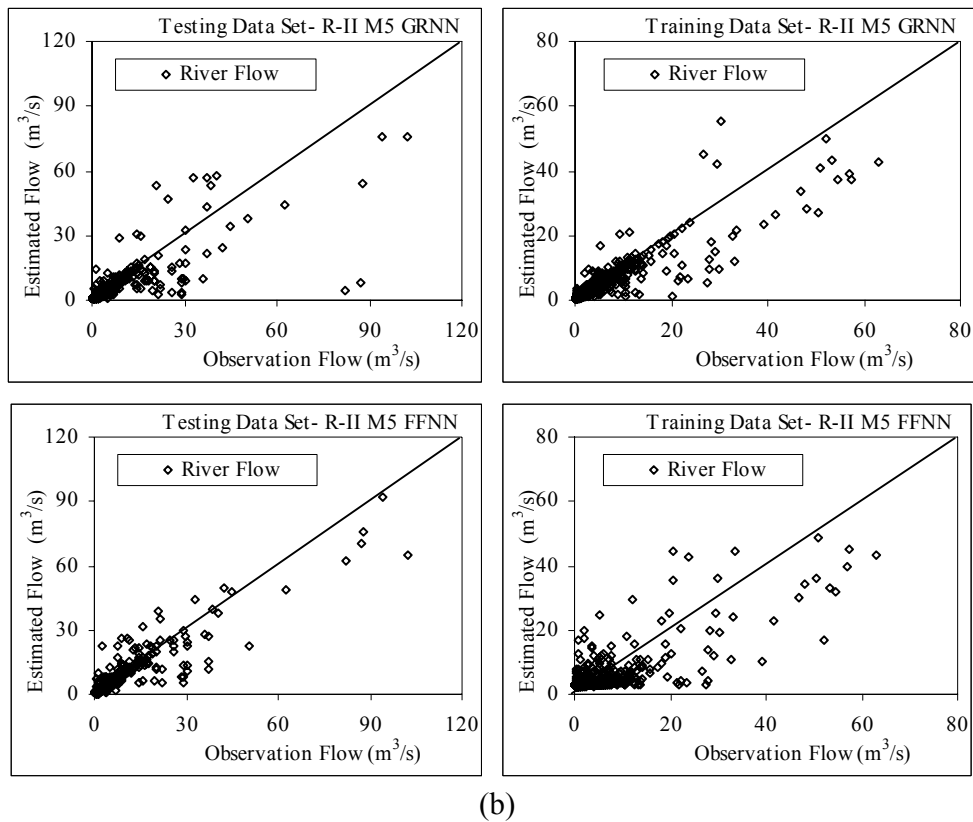 Testing Data Set- R-II M5 GRNN
River Flow
Estimated Flow (m³/s)
120
90
60
30
0
0 30 60 90 120
Observation Flow (m³/s)
Training Data Set- R-II M5 GRNN
River Flow
Estimated Flow (m³/s)
80
60
40
20
0
0 20 40 60 80
Observation Flow (m³/s)
Testing Data Set- R-II M5 FFNN
River Flow
Estimated Flow (m³/s)
120
90
60
30
0
0 30 60 90 120
Observation Flow (m³/s)
Training Data Set- R-II M5 FFNN
River Flow
Estimated Flow (m³/s)
80
60
40
20
0
0 20 40 60 80
Observation Flow (m³/s)
(b)